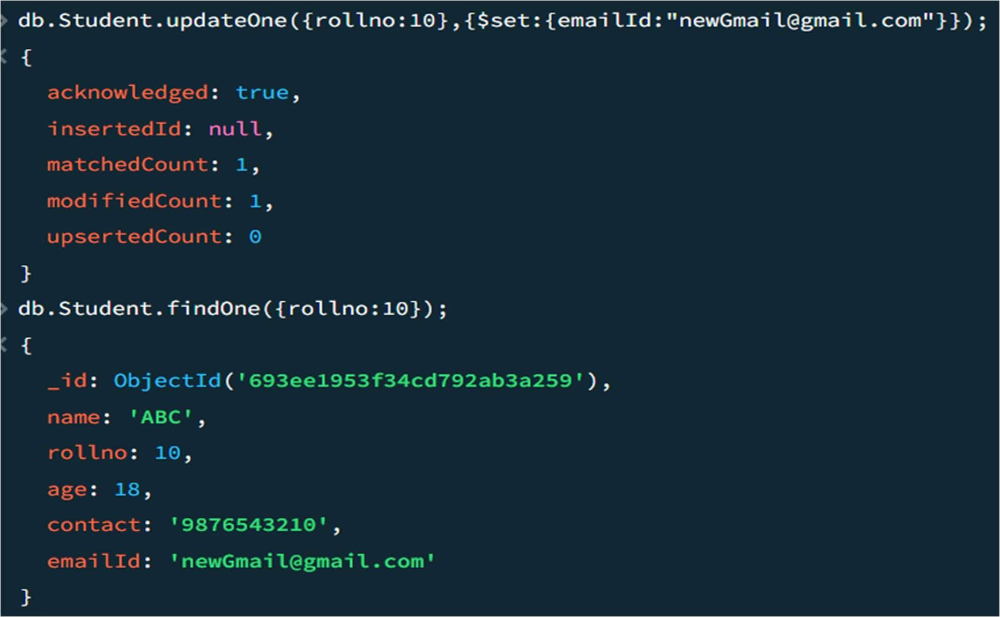 db.Student.updateOne({rollno:10},{$set:{emailId:"newGmail@gmail.com"}});
{
acknowledged: true,
insertedId: null,
matchedCount: 1,
modifiedCount: 1,
upsertedCount: 0
}
db.Student.findOne({rollno:10});
{
_id: ObjectId('693ee1953f34cd792ab3a259'),
name: 'ABC',
rollno: 10,
age: 18,
contact: '9876543210',
emailId: 'newGmail@gmail.com'
}